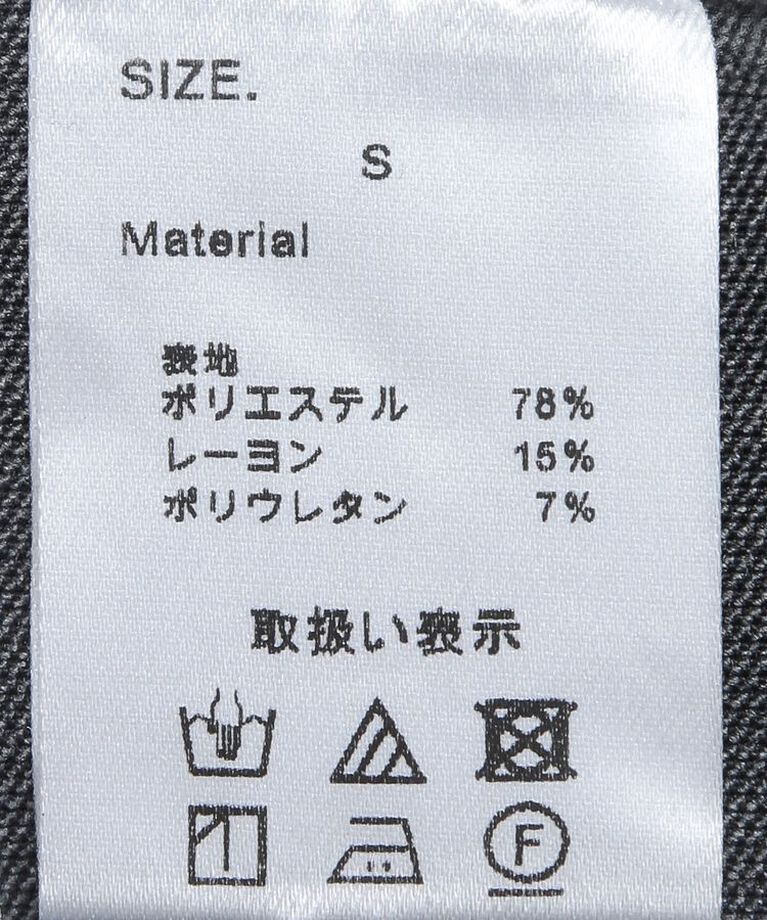 SIZE.
S
Material
表地
ポリエステル 78%
レーヨン 15%
ポリウレタン 7%
取扱い表示
F